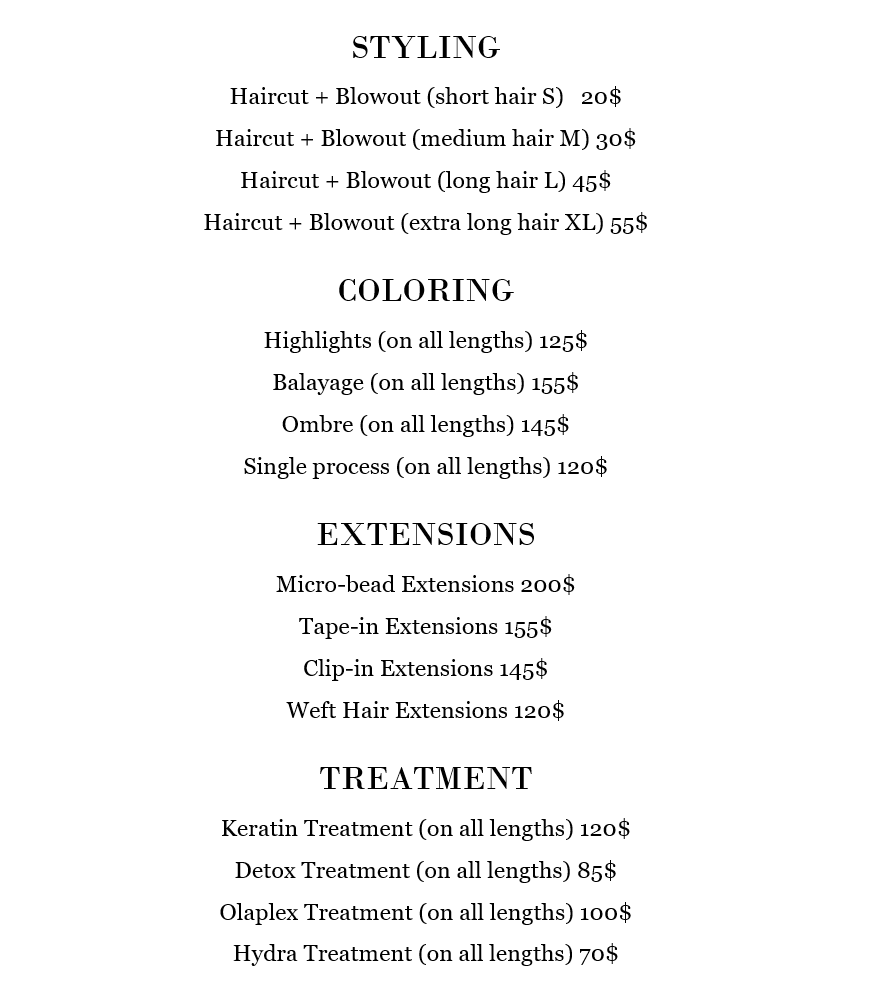 STYLING
Haircut + Blowout (short hair S)   20$
Haircut + Blowout (medium hair M) 30$
Haircut + Blowout (long hair L) 45$
Haircut + Blowout (extra long hair XL) 55$
COLORING
Highlights (on all lengths) 125$
Balayage (on all lengths) 155$
Ombre (on all lengths) 145$
Single process (on all lengths) 120$
EXTENSIONS
Micro-bead Extensions 200$
Tape-in Extensions 155$
Clip-in Extensions 145$
Weft Hair Extensions 120$
TREATMENT
Keratin Treatment (on all lengths) 120$
Detox Treatment (on all lengths) 85$
Olaplex Treatment (on all lengths) 100$
Hydra Treatment (on all lengths) 70$